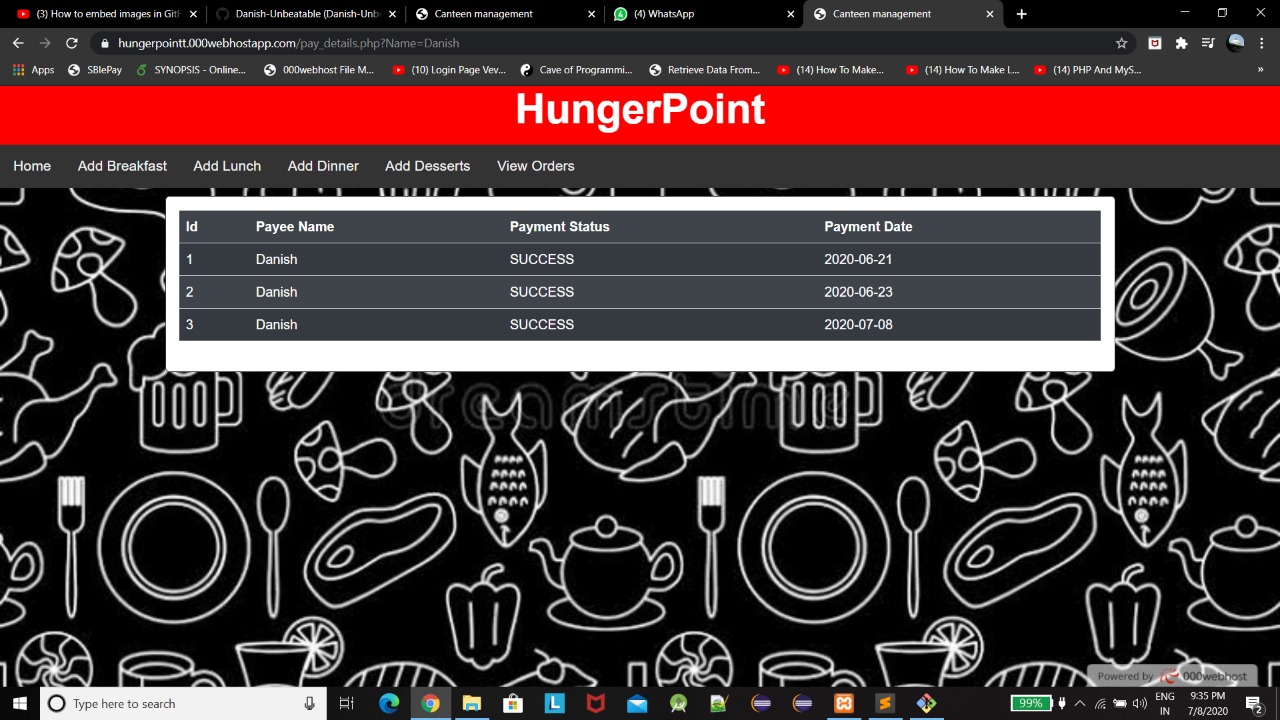 (3) How to embed images in Gith
Danish-Unbeatable (Danish-Unbe
Canteen management
(4) WhatsApp
Canteen management
hungerpointt.000webhostapp.com/pay_details.php?Name=Danish
Apps SBIePay SYNOPSIS - Online... 000webhost File M... (10) Login Page Vev... Cave of Programmi... Retrieve Data From... (14) How To Make... (14) How To Make L... (14) PHP And MyS... »
HungerPoint
Home Add Breakfast Add Lunch Add Dinner Add Desserts View Orders
Id Payee Name Payment Status Payment Date
1 Danish SUCCESS 2020-06-21
2 Danish SUCCESS 2020-06-23
3 Danish SUCCESS 2020-07-08
dreamstime
Powered by 000webhost
Type here to search
99%
ENG
IN
9:35 PM
7/8/2020
2